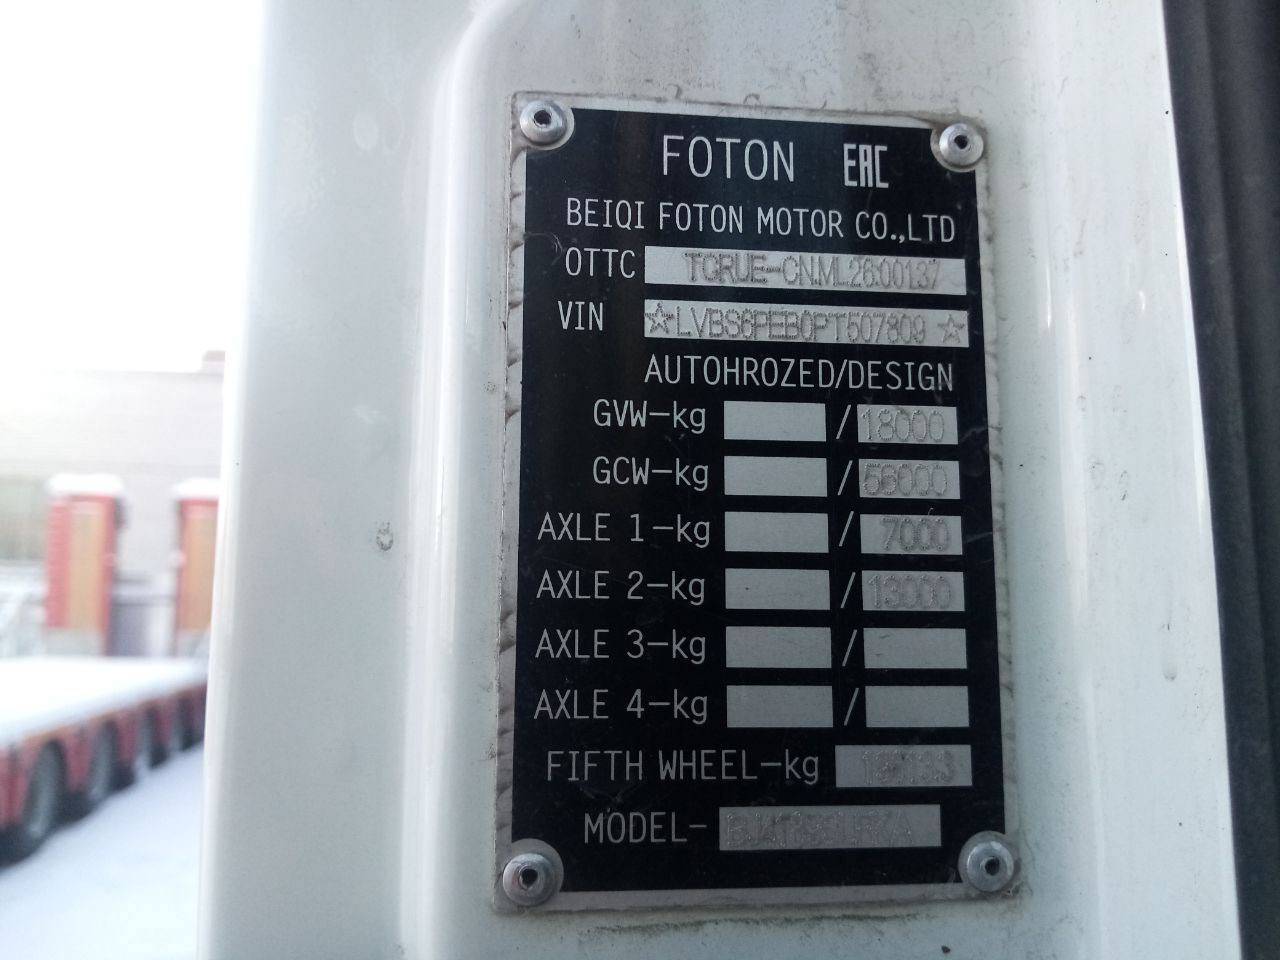 FOTON EAC
BEIQI FOTON MOTOR CO.,LTD
OTTC TCRUE-CN.ML26.00137
VIN ☆LVBS6PEB0PT507809☆
AUTOHROZED/DESIGN
GVW-kg / 18000
GCW-kg / 56000
AXLE 1-kg / 7000
AXLE 2-kg / 13000
AXLE 3-kg /
AXLE 4-kg /
FIFTH WHEEL-kg
MODEL-